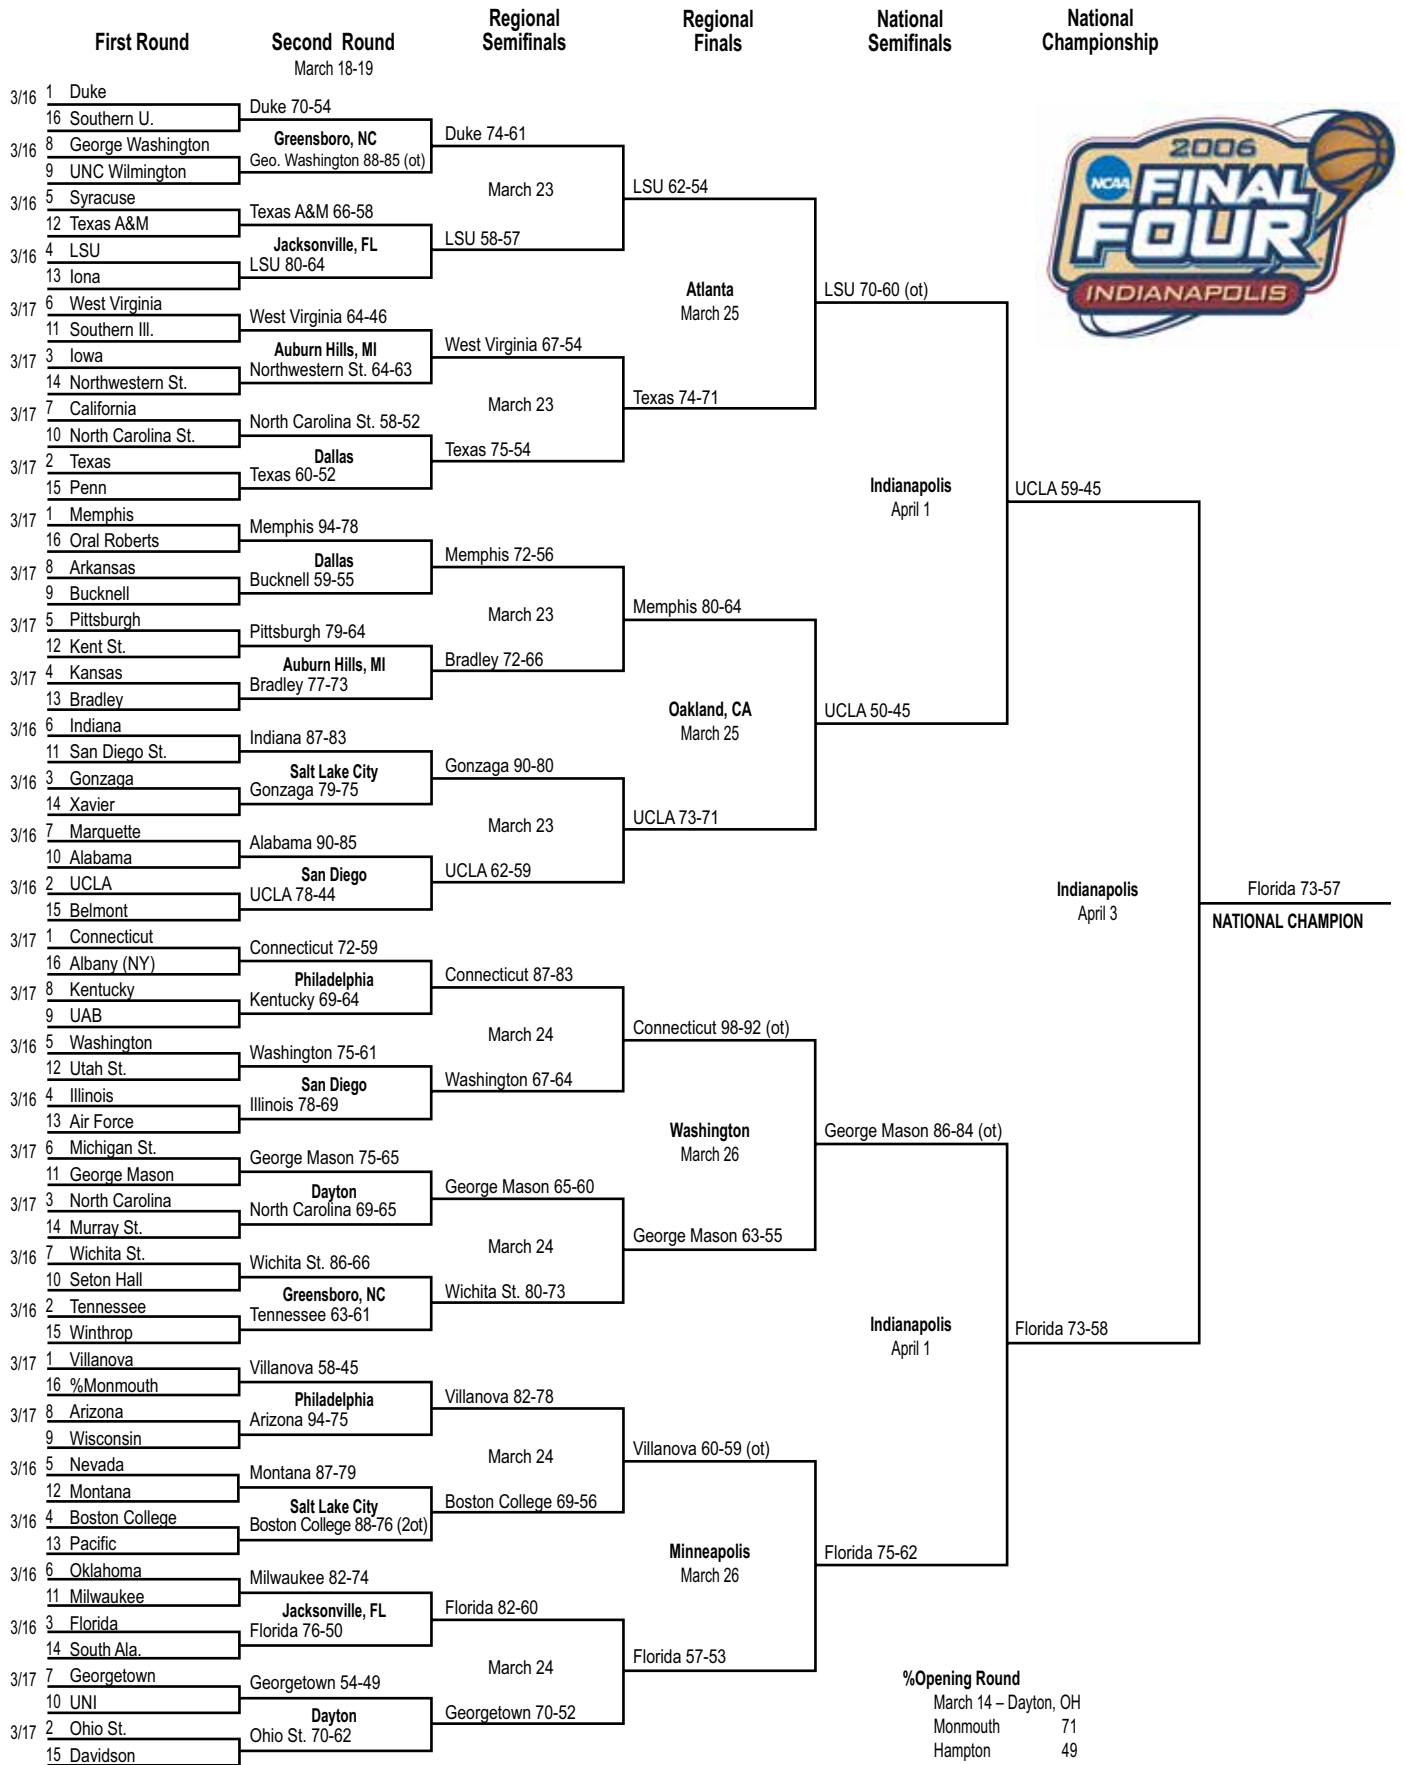 First Round
Second Round
Regional Semifinals
Regional Finals
National Semifinals
National Championship
March 18-19
3/16 1 Duke
16 Southern U.
3/16 8 George Washington
9 UNC Wilmington
3/16 5 Syracuse
12 Texas A&M
3/16 4 LSU
13 Iona
3/17 6 West Virginia
11 Southern Ill.
3/17 3 Iowa
14 Northwestern St.
3/17 7 California
10 North Carolina St.
3/17 2 Texas
15 Penn
3/17 1 Memphis
16 Oral Roberts
3/17 8 Arkansas
9 Bucknell
3/17 5 Pittsburgh
12 Kent St.
3/17 4 Kansas
13 Bradley
3/16 6 Indiana
11 San Diego St.
3/16 3 Gonzaga
14 Xavier
3/16 7 Marquette
10 Alabama
3/16 2 UCLA
15 Belmont
3/17 1 Connecticut
16 Albany (NY)
3/17 8 Kentucky
9 UAB
3/16 5 Washington
12 Utah St.
3/16 4 Illinois
13 Air Force
3/17 6 Michigan St.
11 George Mason
3/17 3 North Carolina
14 Murray St.
3/16 7 Wichita St.
10 Seton Hall
3/16 2 Tennessee
15 Winthrop
3/17 1 Villanova
16 %Monmouth
3/17 8 Arizona
9 Wisconsin
3/16 5 Nevada
12 Montana
3/16 4 Boston College
13 Pacific
3/16 6 Oklahoma
11 Milwaukee
3/16 3 Florida
14 South Ala.
3/17 7 Georgetown
10 UNI
3/17 2 Ohio St.
15 Davidson
Duke 70-54
Greensboro, NC
Geo. Washington 88-85 (ot)
Texas A&M 66-58
Jacksonville, FL
LSU 80-64
West Virginia 64-46
Auburn Hills, MI
Northwestern St. 64-63
North Carolina St. 58-52
Dallas
Texas 60-52
Memphis 94-78
Dallas
Bucknell 59-55
Pittsburgh 79-64
Auburn Hills, MI
Bradley 77-73
Indiana 87-83
Salt Lake City
Gonzaga 79-75
Alabama 90-85
San Diego
UCLA 78-44
Connecticut 72-59
Philadelphia
Kentucky 69-64
Washington 75-61
San Diego
Illinois 78-69
George Mason 75-65
Dayton
North Carolina 69-65
Wichita St. 86-66
Greensboro, NC
Tennessee 63-61
Villanova 58-45
Philadelphia
Arizona 94-75
Montana 87-79
Salt Lake City
Boston College 88-76 (2ot)
Milwaukee 82-74
Jacksonville, FL
Florida 76-50
Georgetown 54-49
Dayton
Ohio St. 70-62
Duke 74-61
March 23
LSU 58-57
West Virginia 67-54
March 23
Texas 75-54
Memphis 72-56
March 23
Bradley 72-66
Gonzaga 90-80
March 23
UCLA 62-59
Connecticut 87-83
March 24
Washington 67-64
George Mason 65-60
March 24
Wichita St. 80-73
Villanova 82-78
March 24
Boston College 69-56
Florida 82-60
March 24
Georgetown 70-52
LSU 62-54
Atlanta
March 25
Texas 74-71
Memphis 80-64
Oakland, CA
March 25
UCLA 73-71
Connecticut 98-92 (ot)
Washington
March 26
George Mason 63-55
Villanova 60-59 (ot)
Minneapolis
March 26
Florida 57-53
LSU 70-60 (ot)
Indianapolis
April 1
UCLA 50-45
George Mason 86-84 (ot)
Indianapolis
April 1
Florida 75-62
UCLA 59-45
Indianapolis
April 3
Florida 73-58
Florida 73-57
NATIONAL CHAMPION
2006
NCAA
FINAL
FOUR
INDIANAPOLIS
%Opening Round
March 14 – Dayton, OH
Monmouth 71
Hampton 49